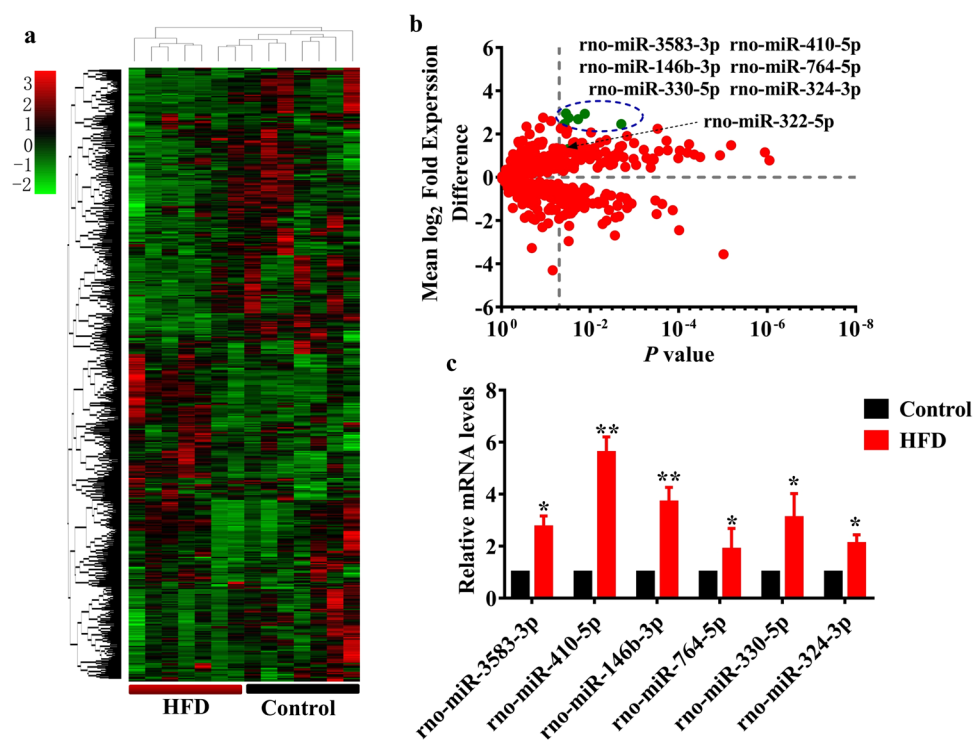 a
3
2
1
0
−1
−2
HFD
Control
b
6
4
2
0
-2
-4
-6
Mean log2 Fold Expression
Difference
rno-miR-3583-3p rno-miR-410-5p
rno-miR-146b-3p rno-miR-764-5p
rno-miR-330-5p rno-miR-324-3p
rno-miR-322-5p
10⁰ 10⁻² 10⁻⁴ 10⁻⁶ 10⁻⁸
P value
c
Control
HFD
Relative mRNA levels
8
6
4
2
0
* ** ** * * *
rno-miR-3583-3p
rno-miR-410-5p
rno-miR-146b-3p
rno-miR-764-5p
rno-miR-330-5p
rno-miR-324-3p